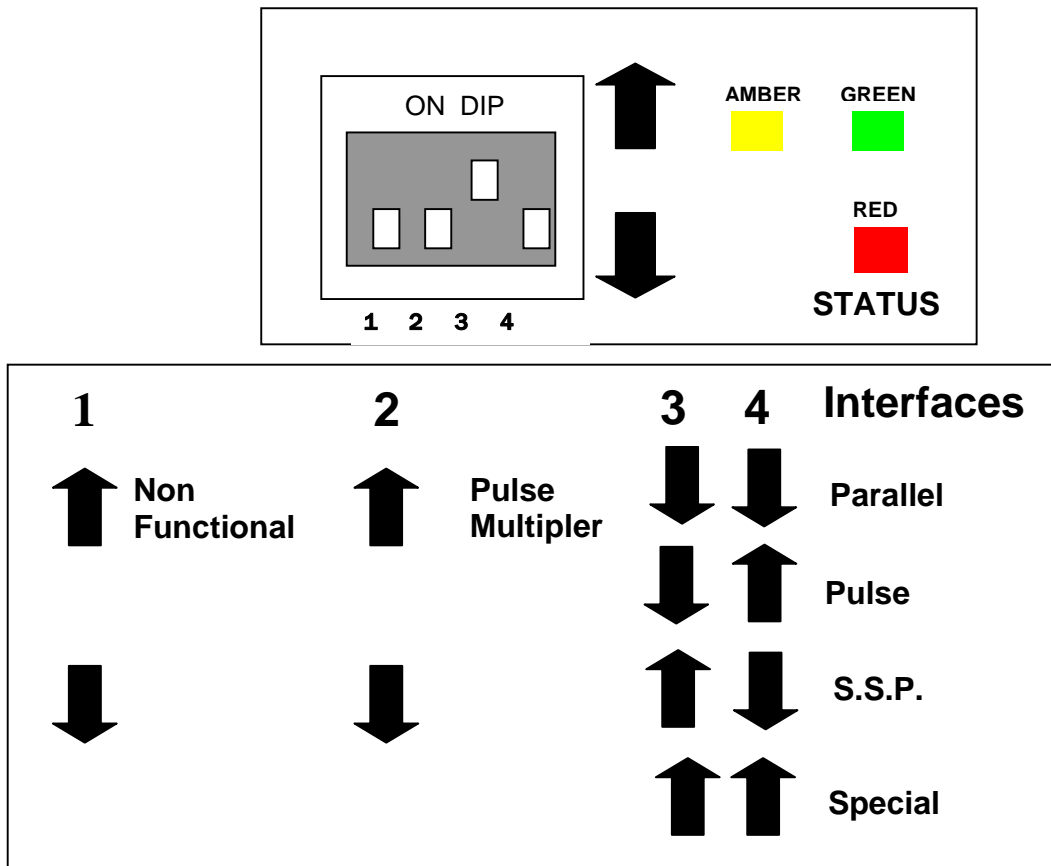 ON DIP
AMBER GREEN
RED
STATUS
1 2 3 4
1 2 3 4 Interfaces
Non
Functional
Pulse
Multipler
Parallel
Pulse
S.S.P.
Special